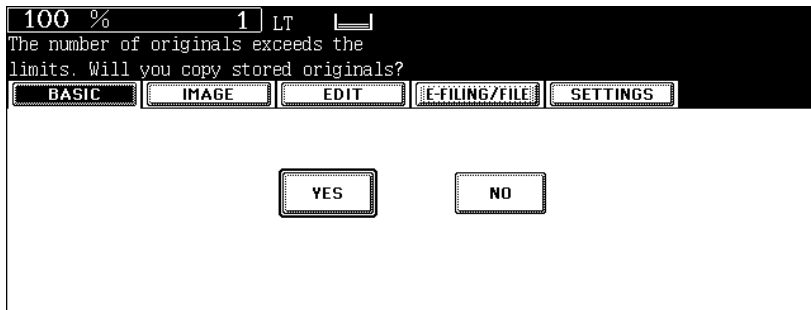 100 % 1 LT
The number of originals exceeds the
limits. Will you copy stored originals?
BASIC IMAGE EDIT E-FILING/FILE SETTINGS
YES NO